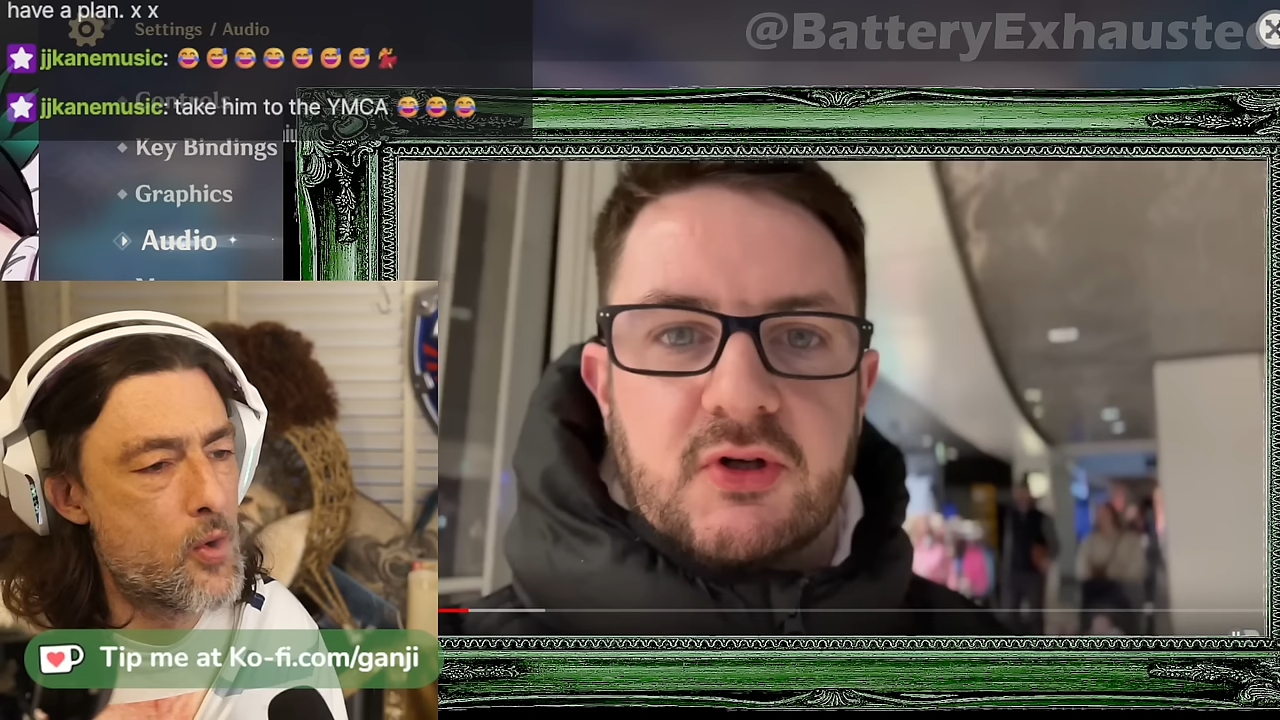 have a plan. x x
Settings / Audio
@BatteryExhausted
jjkanemusic: 😂😅😂😂😅😅😅💃
Controls
jjkanemusic: take him to the YMCA 😂😂😂
Key Bindings
Graphics
Audio
Tip me at Ko-fi.com/ganji